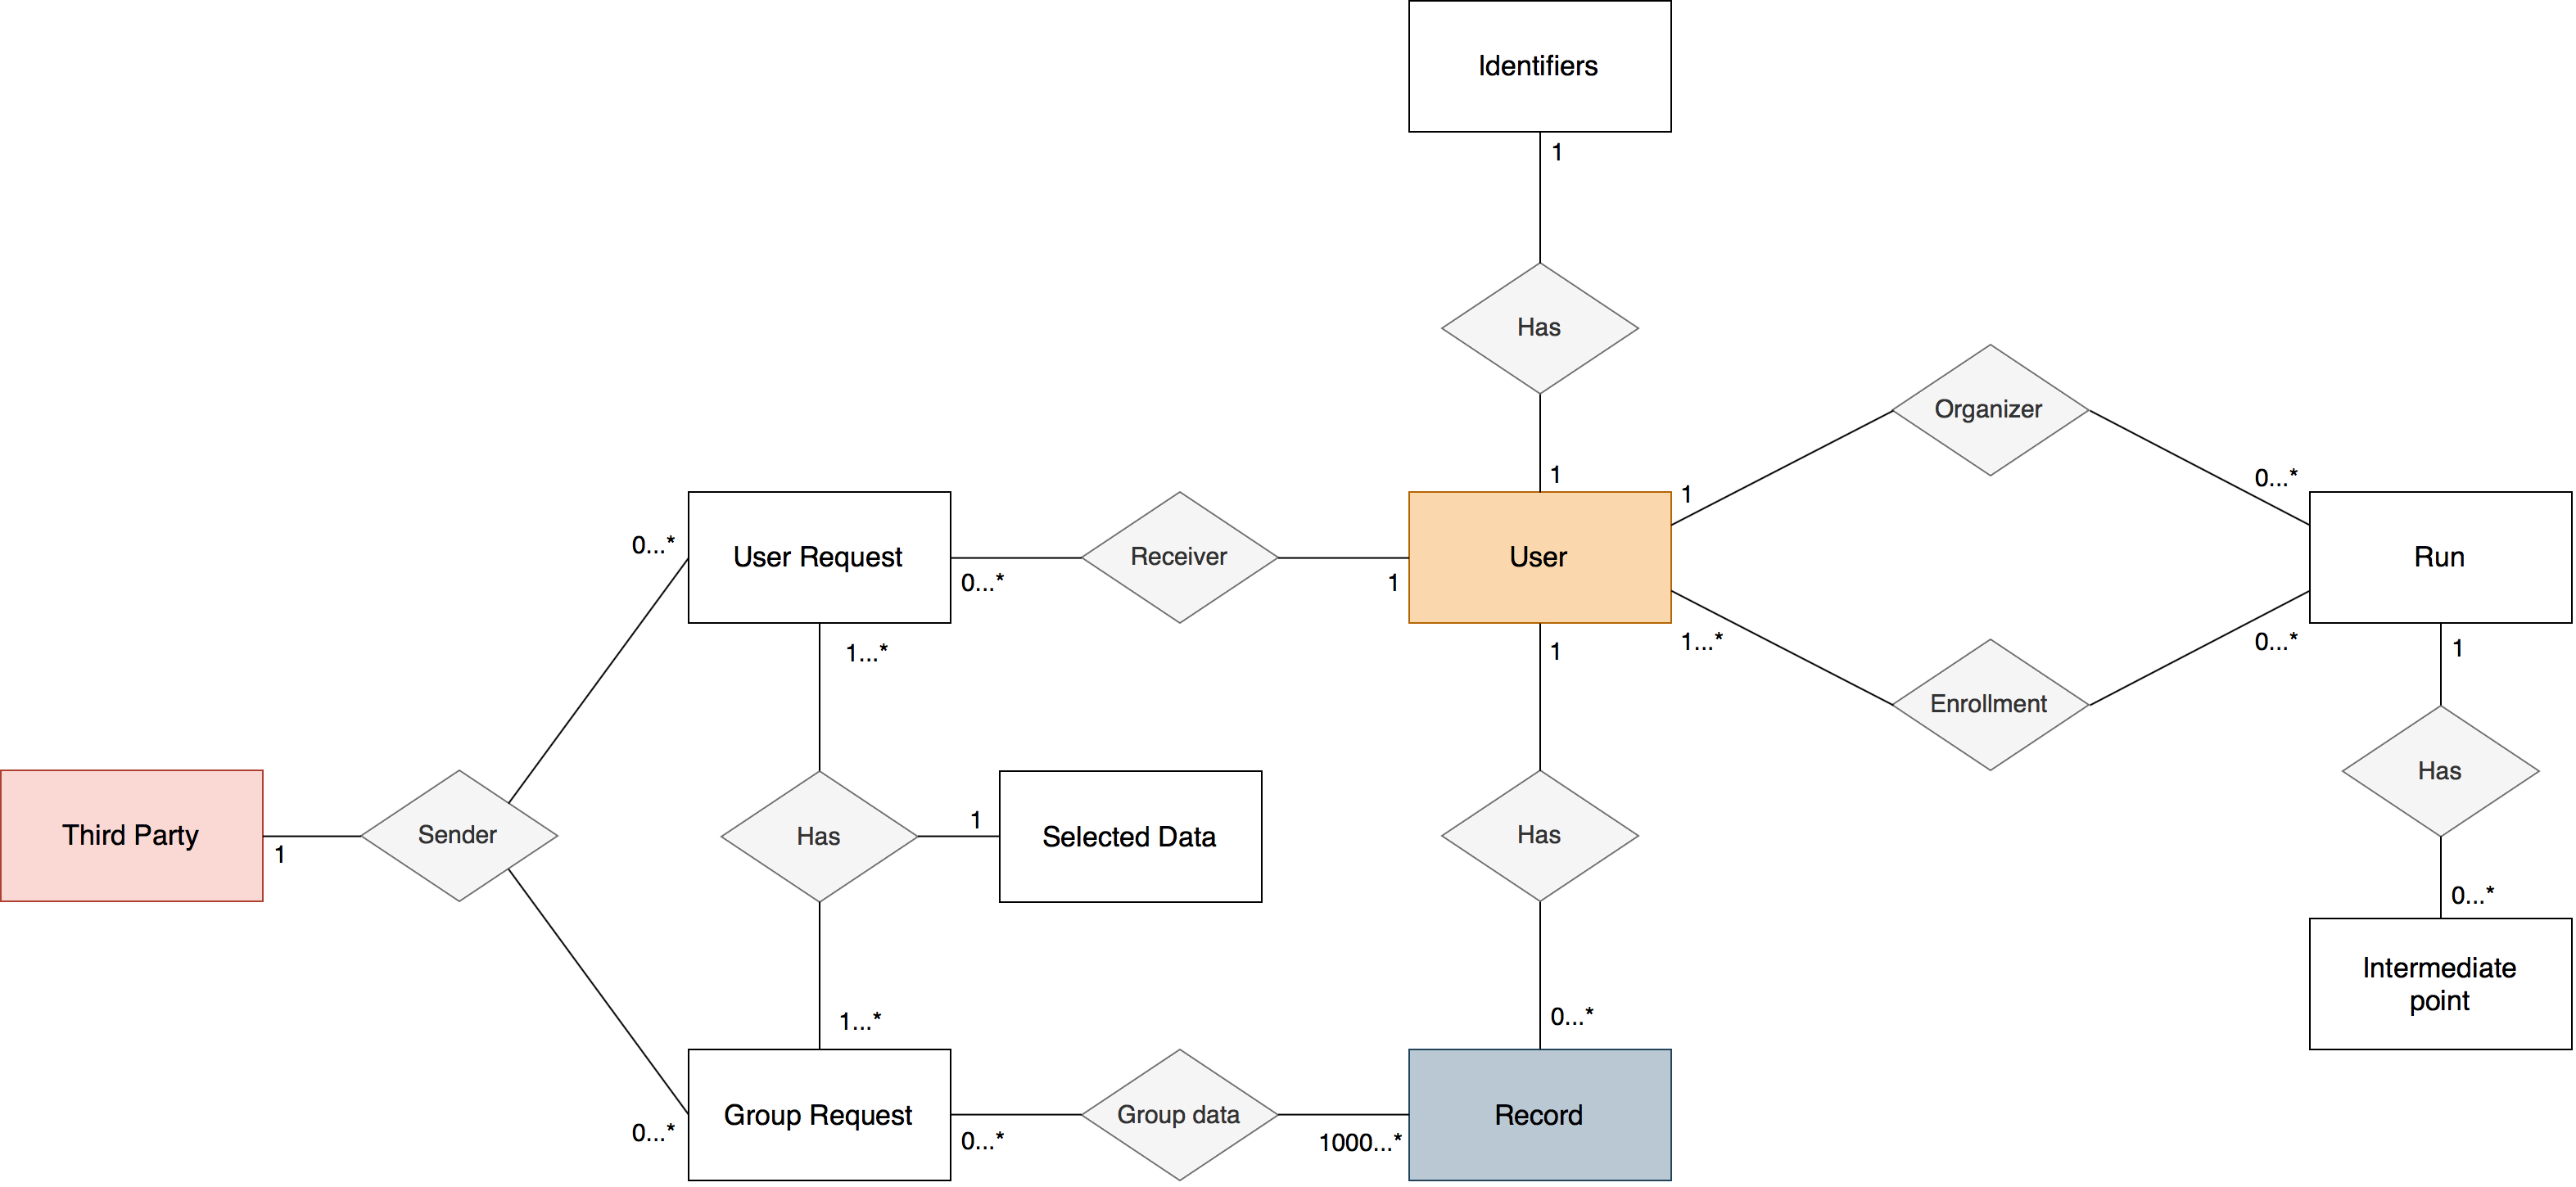 Identifiers
1
Has
Organizer
1
1
0...*
0...*
User Request
Receiver
User
Run
0...*
1
1...*
0...*
1...*
1
1
Enrollment
Has
Third Party
1
Sender
Has
1
Selected Data
Has
0...*
Intermediate
point
1...*
0...*
0...*
Group Request
0...*
Group data
1000...*
Record